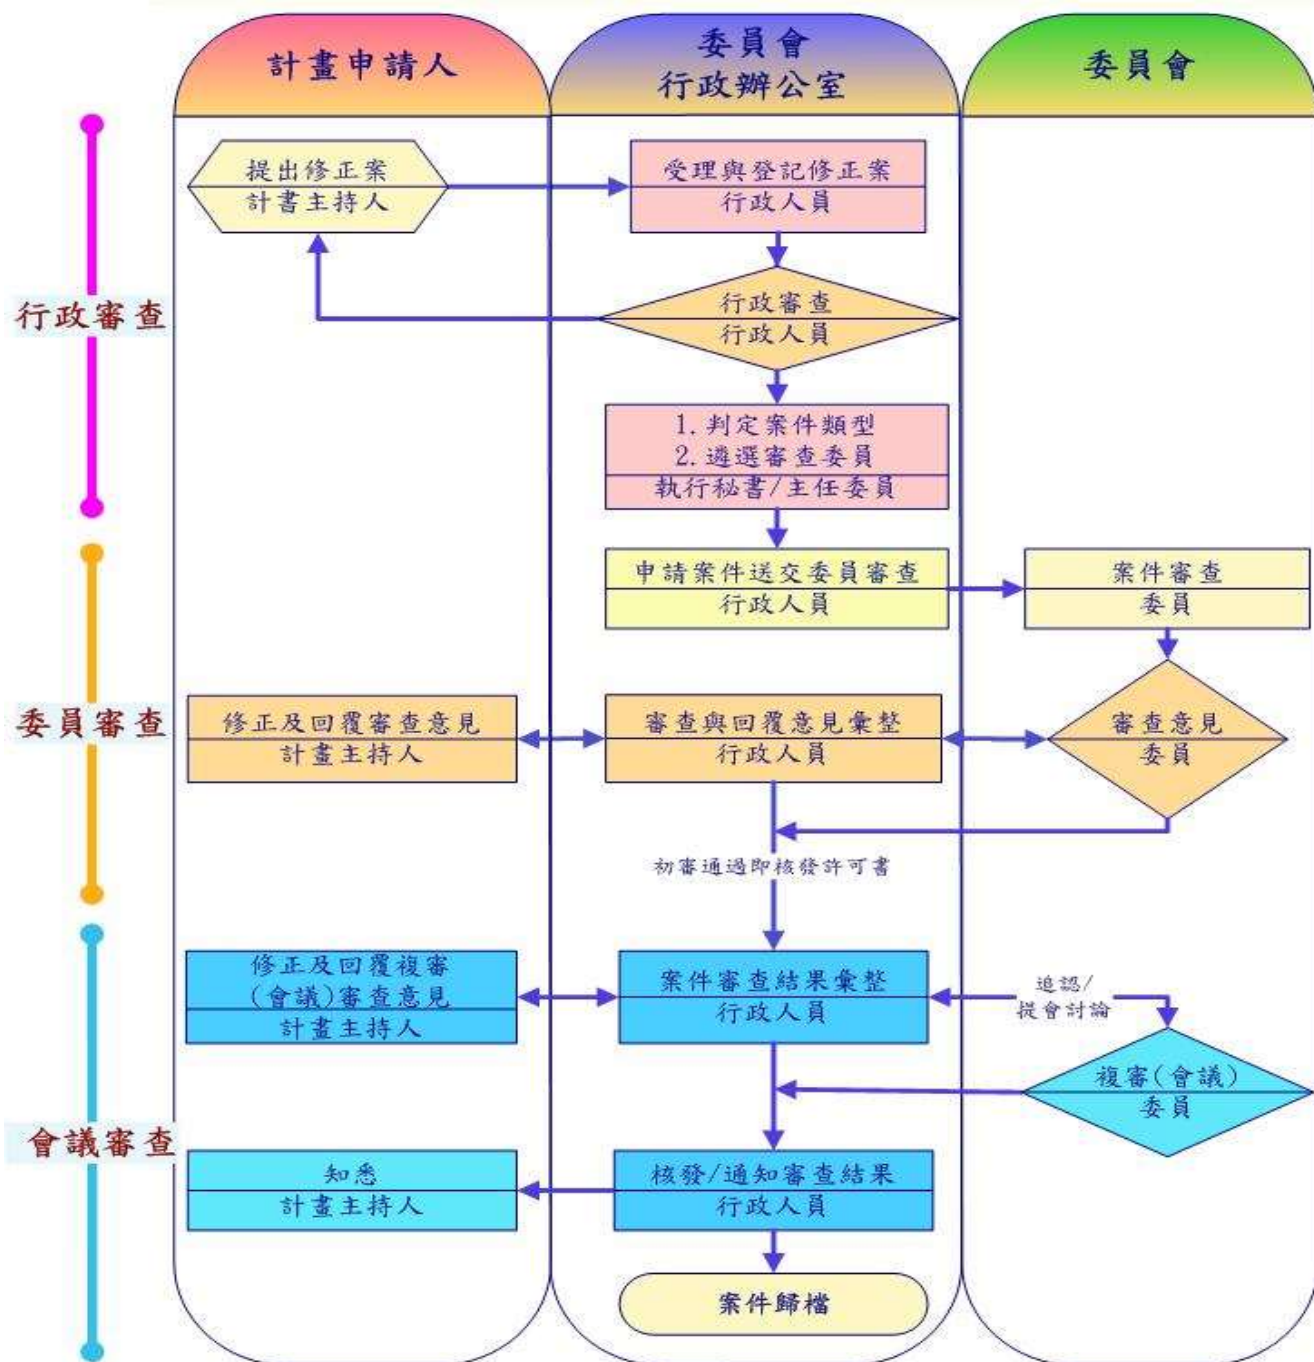 計畫申請人
委員會
行政辦公室
委員會
提出修正案
計書主持人
受理與登記修正案
行政人員
行政審查
行政審查
行政人員
1. 判定案件類型
2. 遴選審查委員
執行秘書/主任委員
申請案件送交委員審查
行政人員
案件審查
委員
委員審查
修正及回覆審查意見
計畫主持人
審查與回覆意見彙整
行政人員
審查意見
委員
初審通過即核發許可書
修正及回覆複審
(會議)審查意見
計畫主持人
案件審查結果彙整
行政人員
追認/
提會討論
複審(會議)
委員
會議審查
知悉
計畫主持人
核發/通知審查結果
行政人員
案件歸檔